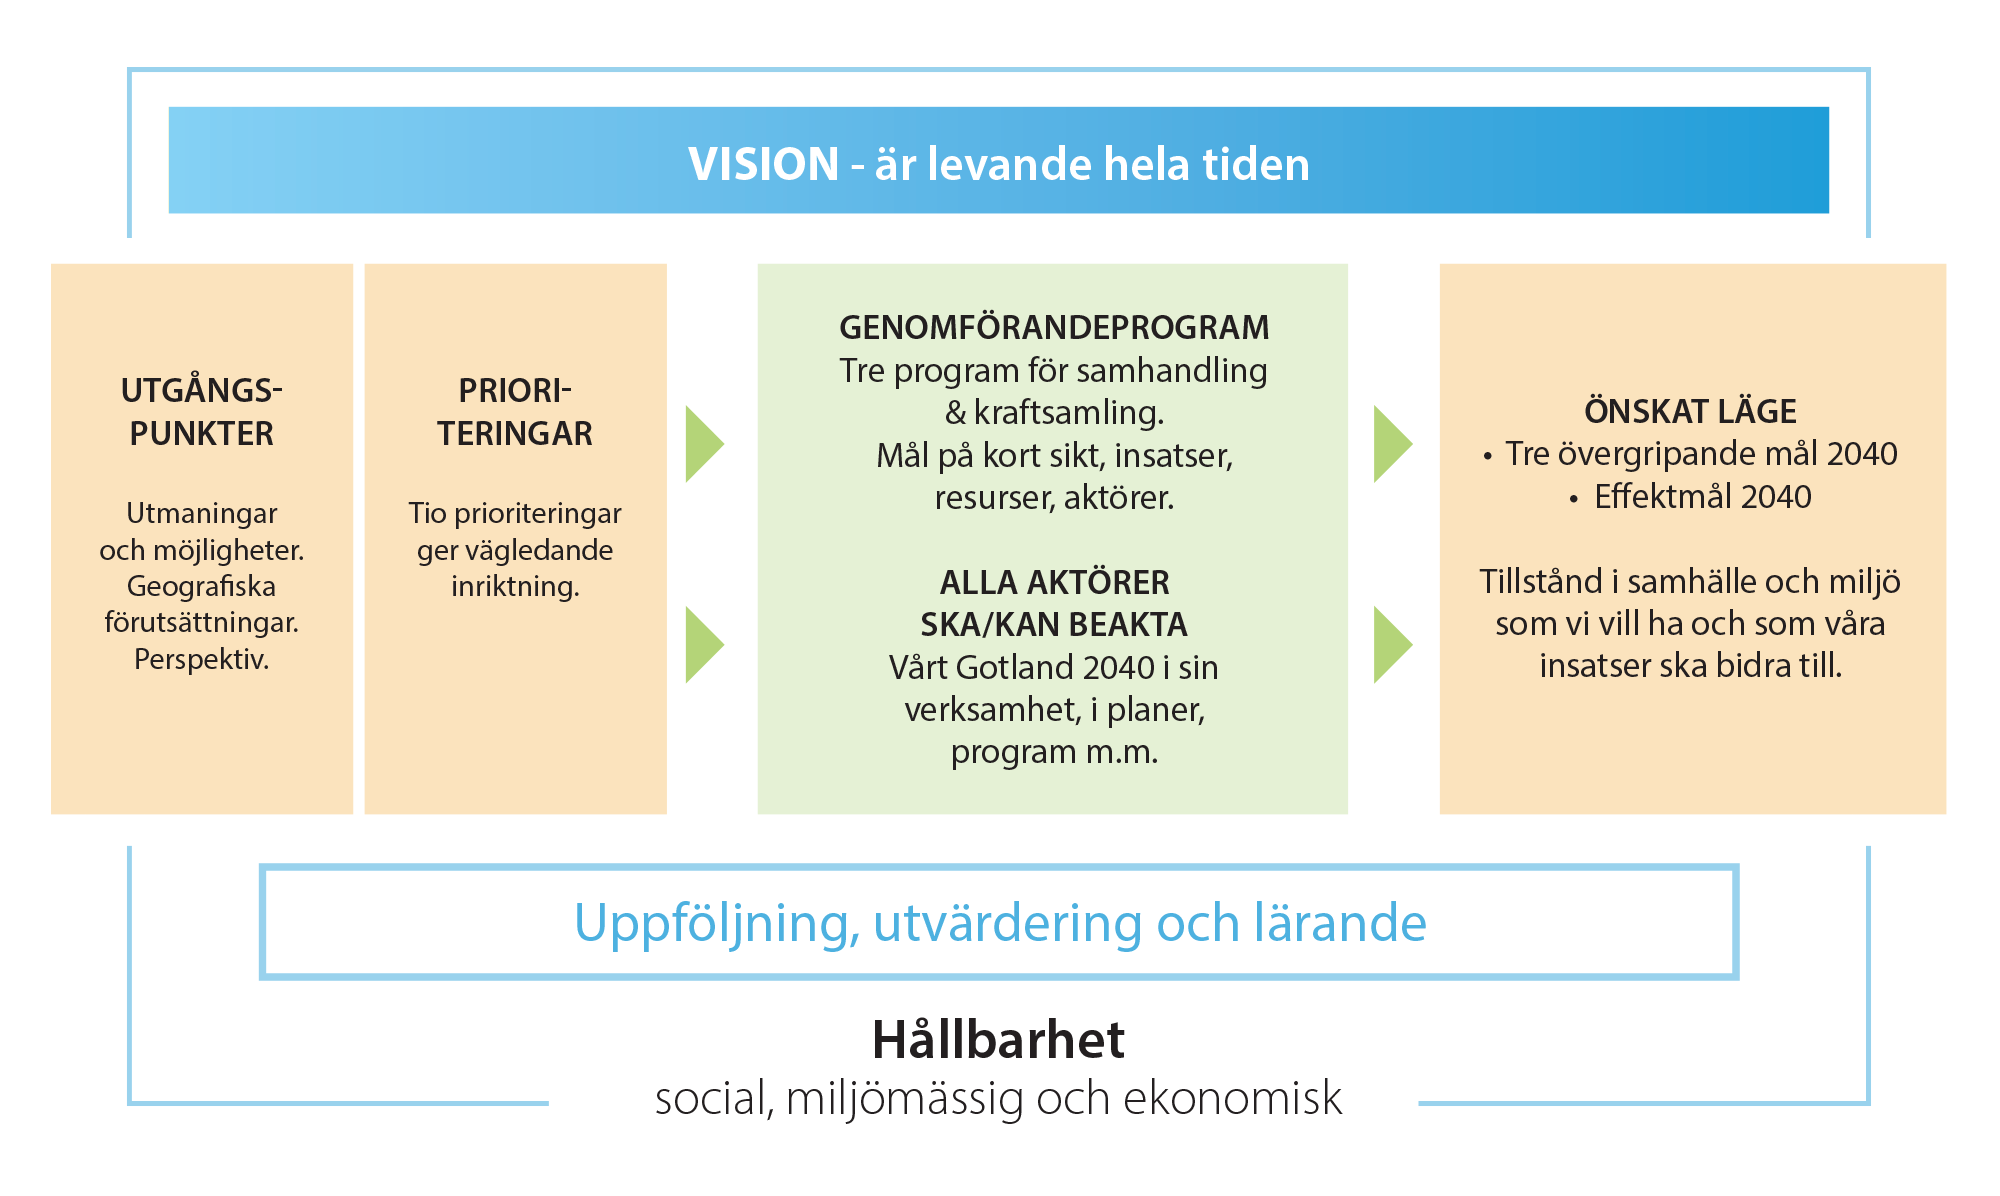 VISION - är levande hela tiden
UTGÅNGS-
PUNKTER
Utmaningar
och möjligheter.
Geografiska
förutsättningar.
Perspektiv.
PRIORI-
TERINGAR
Tio prioriteringar
ger vägledande
inriktning.
GENOMFÖRANDEPROGRAM
Tre program för samhandling
& kraftsamling.
Mål på kort sikt, insatser,
resurser, aktörer.
ALLA AKTÖRER
SKA/KAN BEAKTA
Vårt Gotland 2040 i sin
verksamhet, i planer,
program m.m.
ÖNSKAT LÄGE
• Tre övergripande mål 2040
• Effektmål 2040
Tillstånd i samhälle och miljö
som vi vill ha och som våra
insatser ska bidra till.
Uppföljning, utvärdering och lärande
Hållbarhet
social, miljömässig och ekonomisk